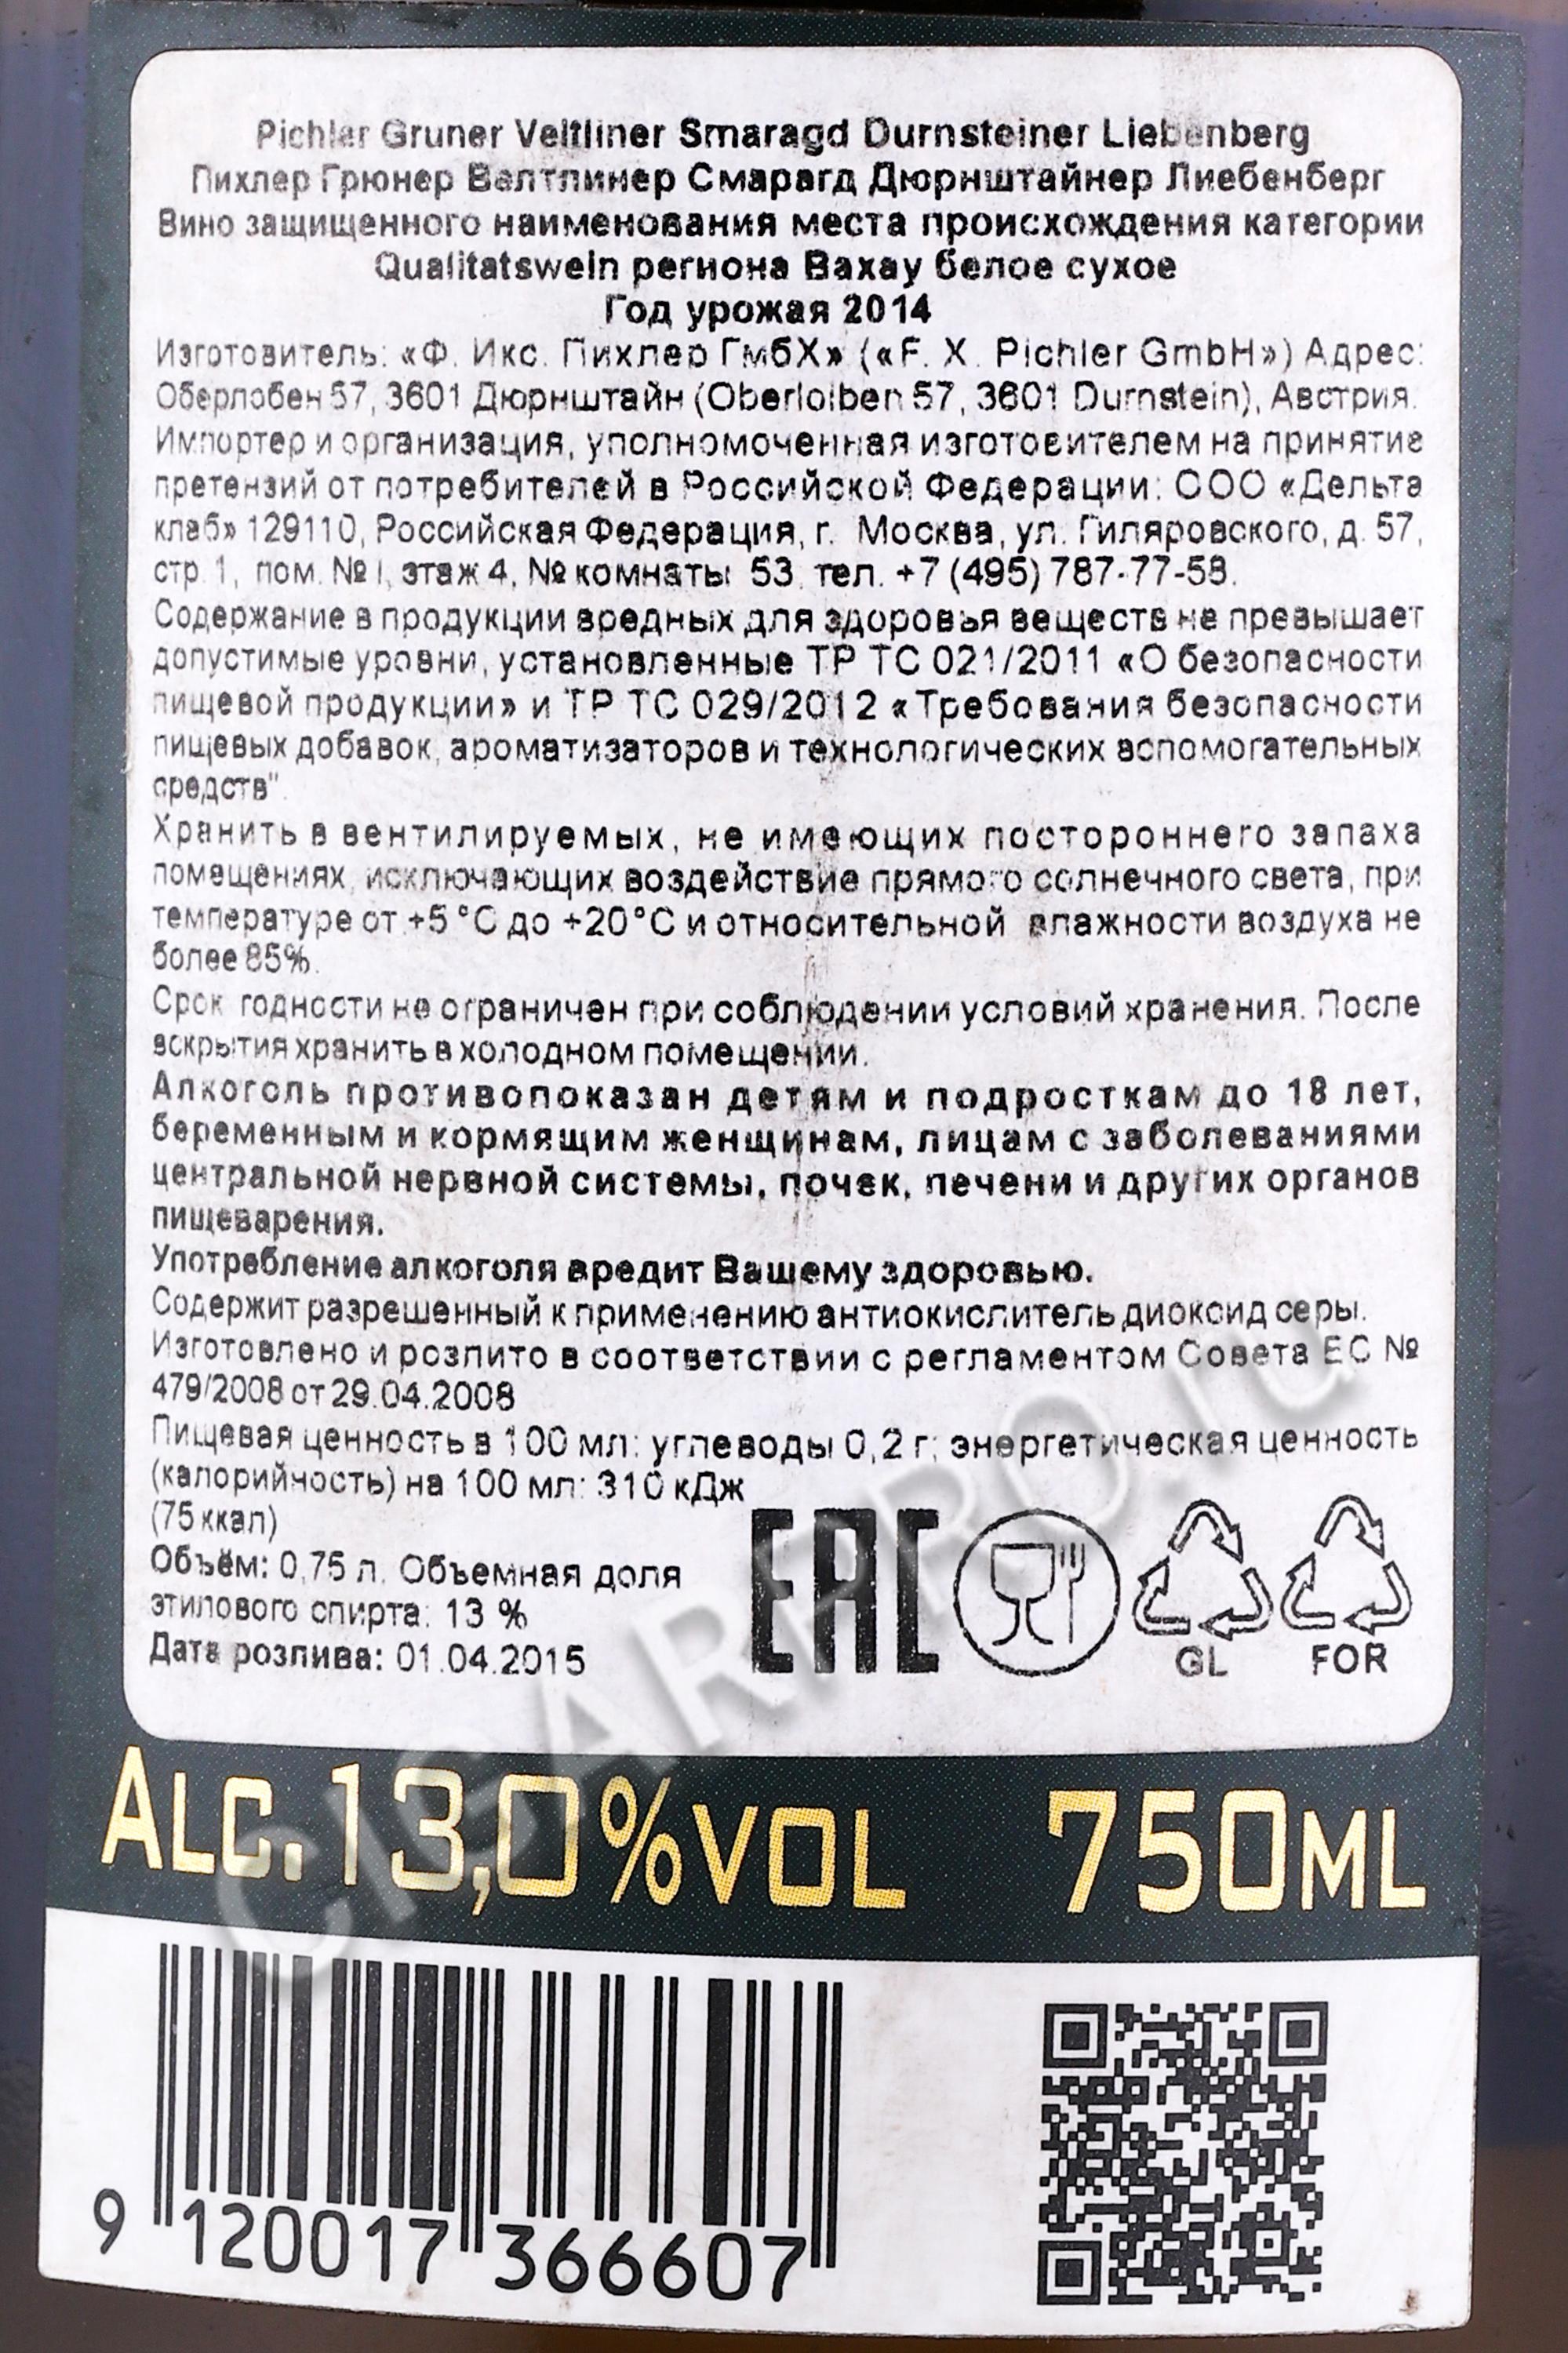 Pichler Gruner Veltliner Smaragd Durnsteiner Liebenberg
Пихлер Грюнер Велтлинер Смарагд Дюрнштайнер Лиебенберг
Вино защищенного наименования места происхождения категории
Qualitatswein региона Вахау белое сухое
Год урожая 2014
Изготовитель: «Ф. Икс. Пихлер ГмбХ» («F. X. Pichler GmbH») Адрес:
Оберлобен 57, 3601 Дюрнштайн (Oberloiben 57, 3601 Durnstein), Австрия.
Импортер и организация, уполномоченная изготовителем на принятие
претензий от потребителей в Российской Федерации: ООО «Дельта
клаб» 129110, Российская Федерация, г. Москва, ул. Гиляровского, д. 57,
стр. 1, пом. № I, этаж 4, № комнаты 53. тел. +7 (495) 787-77-58.
Содержание в продукции вредных для здоровья веществ не превышает
допустимые уровни, установленные ТР ТС 021/2011 «О безопасности
пищевой продукции» и ТР ТС 029/2012 «Требования безопасности
пищевых добавок, ароматизаторов и технологических вспомогательных
средств".
Хранить в вентилируемых, не имеющих постороннего запаха
помещениях, исключающих воздействие прямого солнечного света, при
температуре от +5 °C до +20°C и относительной влажности воздуха не
более 85%.
Срок годности не ограничен при соблюдении условий хранения. После
вскрытия хранить в холодном помещении.
Алкоголь противопоказан детям и подросткам до 18 лет,
беременным и кормящим женщинам, лицам с заболеваниями
центральной нервной системы, почек, печени и других органов
пищеварения.
Употребление алкоголя вредит Вашему здоровью.
Содержит разрешенный к применению антиокислитель диоксид серы.
Изготовлено и розлито в соответствии с регламентом Совета ЕС №
479/2008 от 29.04.2008
Пищевая ценность в 100 мл: углеводы 0,2 г; энергетическая ценность
(калорийность) на 100 мл: 310 кДж
(75 ккал)
Объём: 0,75 л. Объемная доля
этилового спирта: 13 %
Дата розлива: 01.04.2015
EAC
GL FOR
CIGARPRO.ru
ALC. 13,0 %VOL 750ML
9 120017 366607